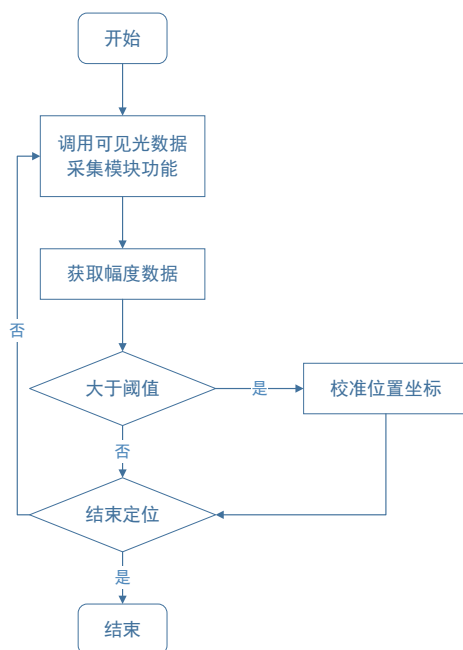 开始
调用可见光数据
采集模块功能
获取幅度数据
否
大于阈值
是
校准位置坐标
否
结束定位
是
结束